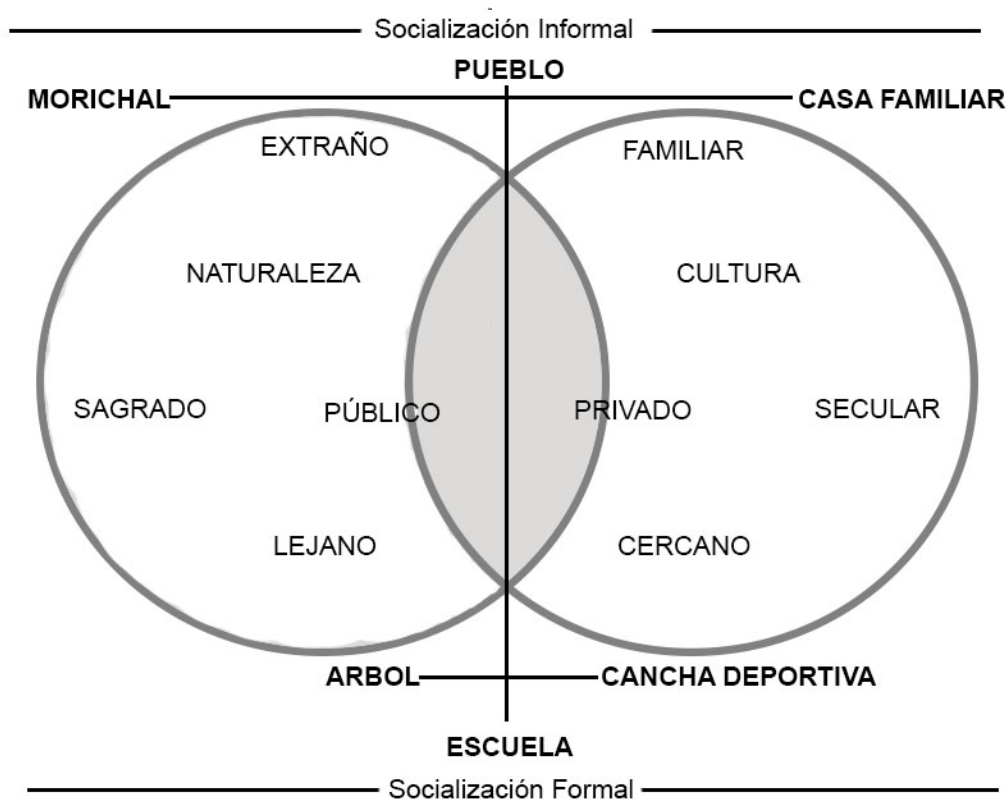 Socialización Informal
PUEBLO
MORICHAL CASA FAMILIAR
EXTRAÑO FAMILIAR
NATURALEZA CULTURA
SAGRADO PÚBLICO PRIVADO SECULAR
LEJANO CERCANO
ARBOL CANCHA DEPORTIVA
ESCUELA
Socialización Formal